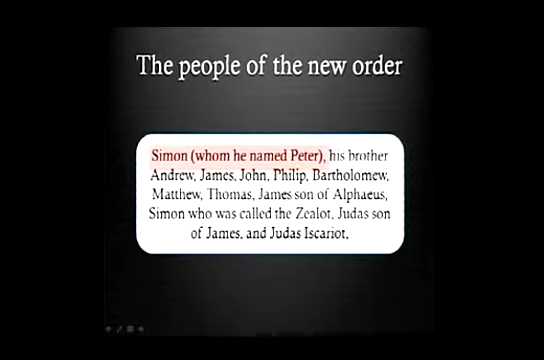 The people of the new order
Simon (whom he named Peter), his brother
Andrew, James, John, Philip, Bartholomew,
Matthew, Thomas, James son of Alphaeus,
Simon who was called the Zealot, Judas son
of James, and Judas Iscariot,